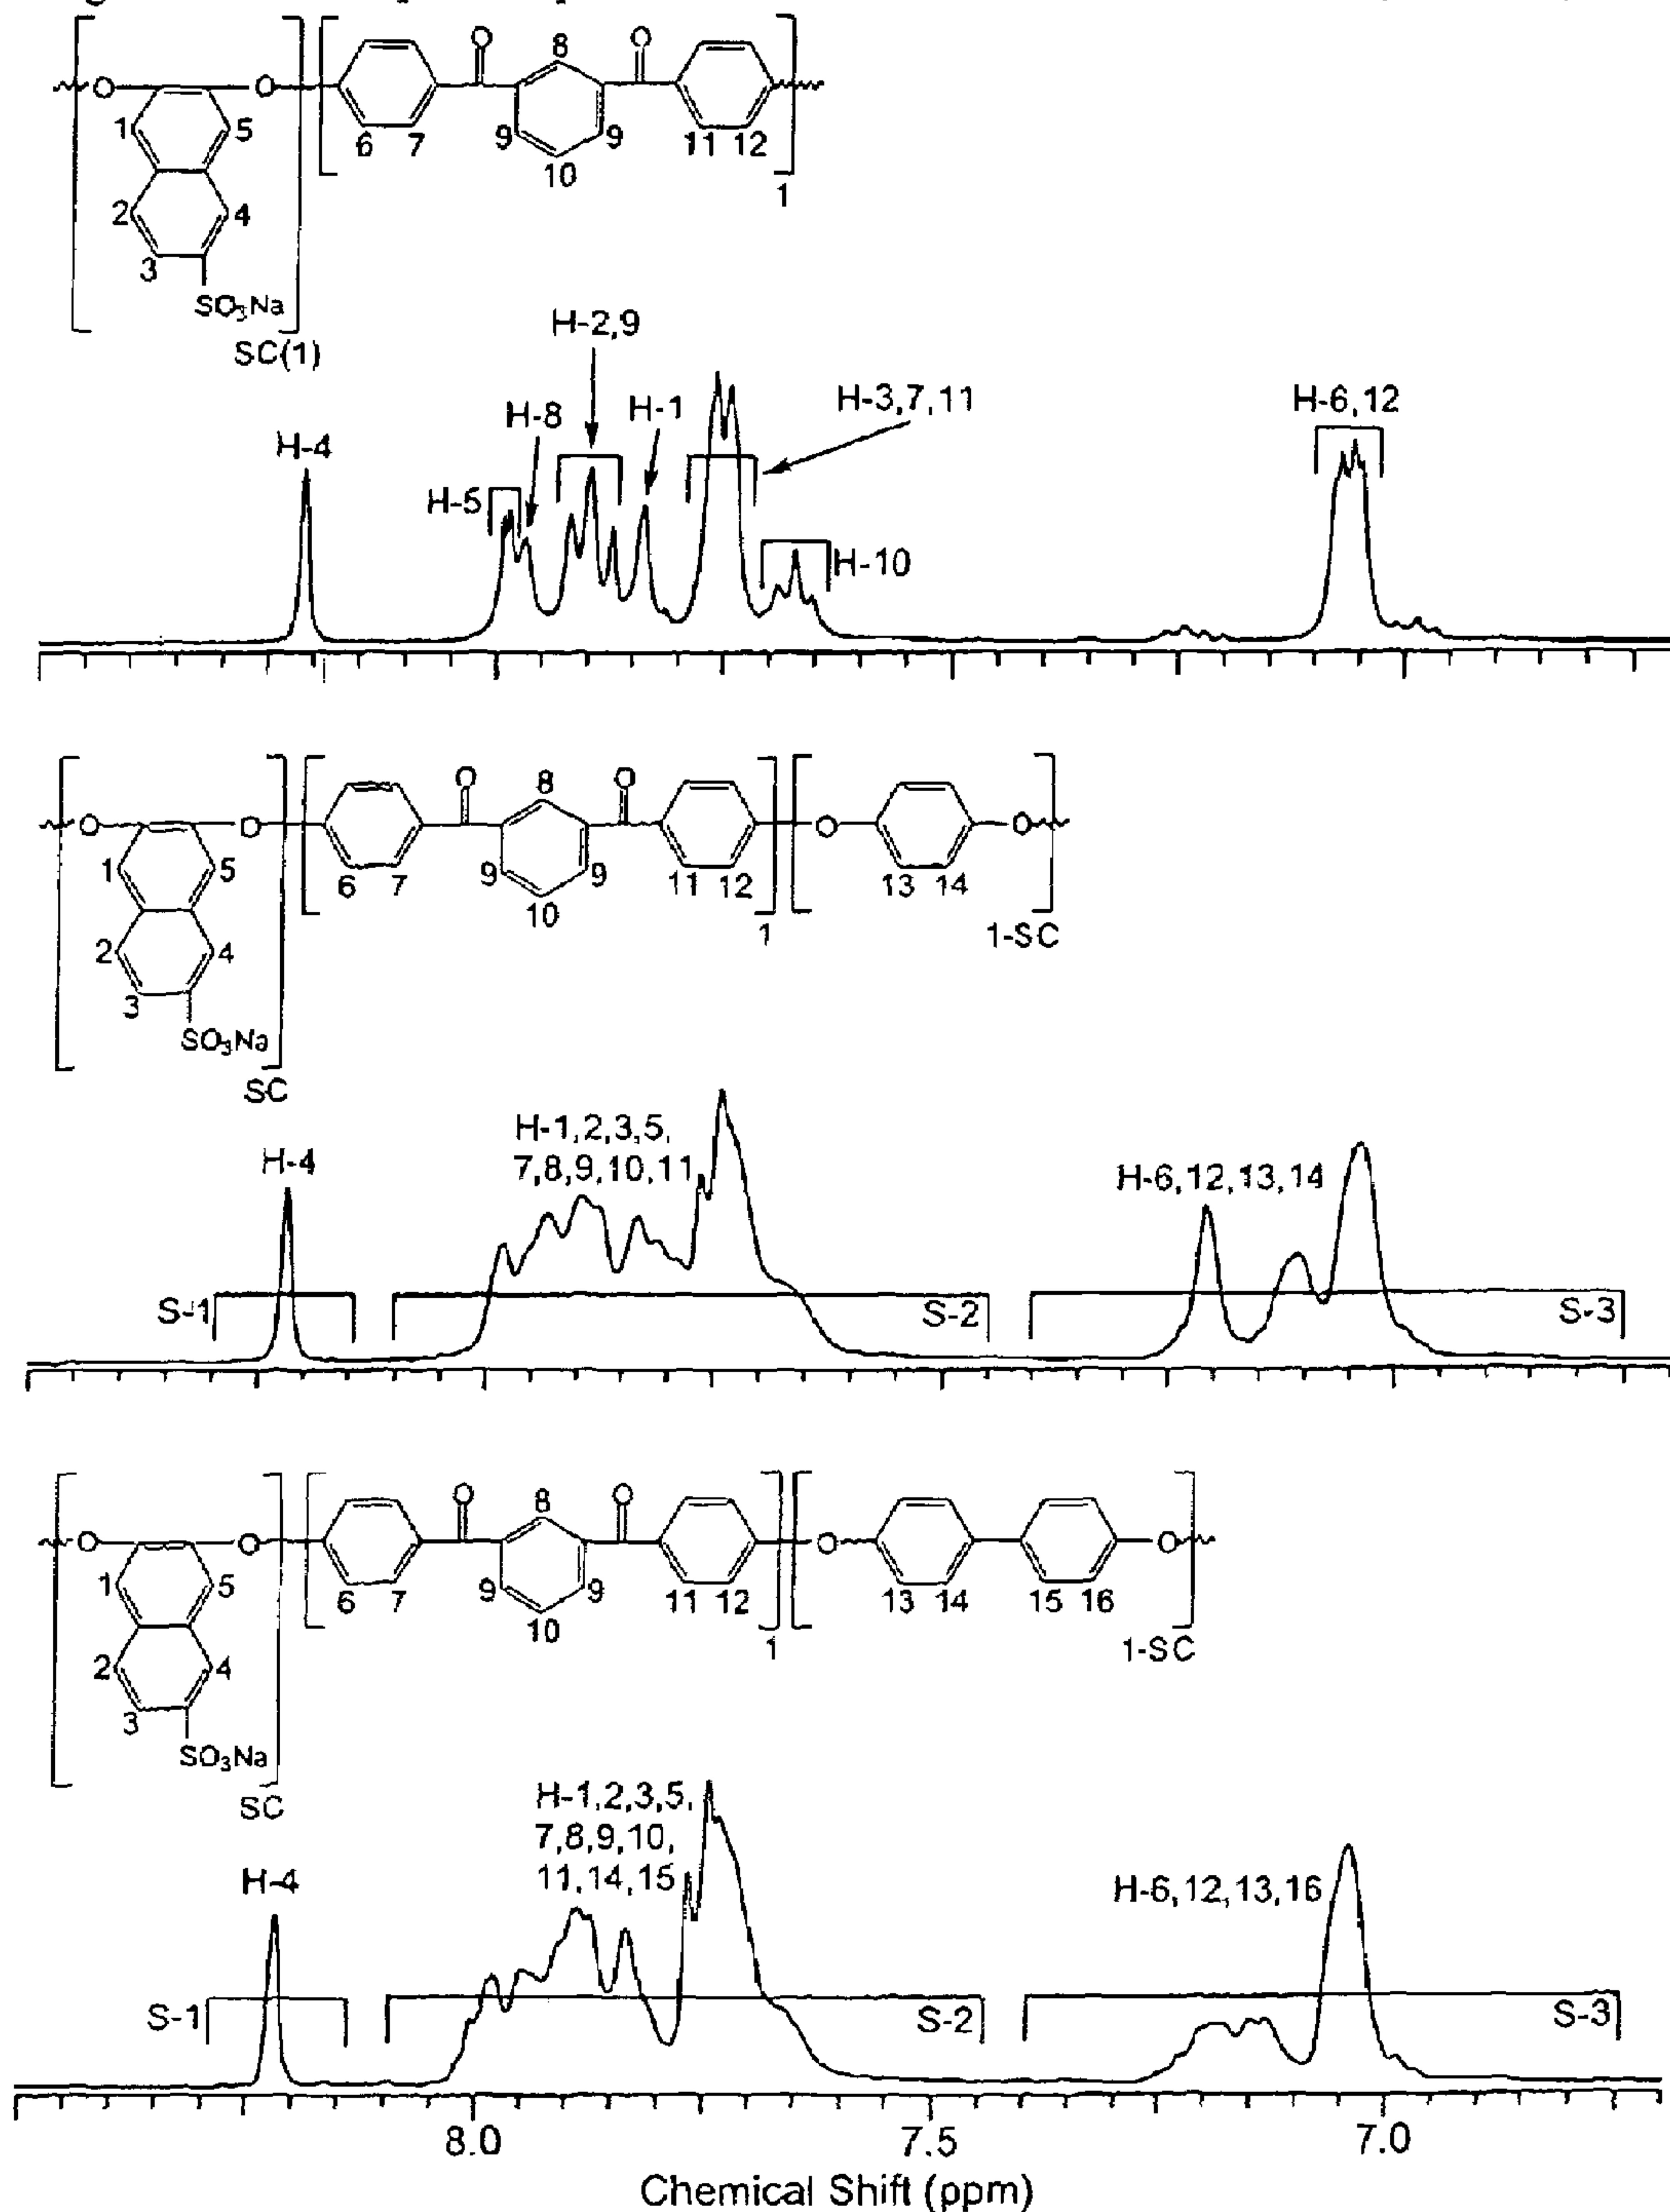 O O
O O 8
1 5 6 7 9 9 11 12
10
1
2 4
3
SO3Na
SC(1)
H-2,9
H-8 H-1 H-3,7,11 H-6,12
H-4
H-5
H-10
O O
8
O O O O
1 5 6 7 9 9 11 12 13 14
10
1 1-SC
2 4
3
SO3Na
SC
H-1,2,3,5,
H-4 7,8,9,10,11 H-6,12,13,14
S-1 S-2 S-3
O O
8
O O O O
1 5 6 7 9 9 11 12 13 14 15 16
10
1 1-SC
2 4
3
SO3Na
SC
H-1,2,3,5,
7,8,9,10,
H-4 11,14,15 H-6,12,13,16
S-1 S-2 S-3
8.0 7.5 7.0
Chemical Shift (ppm)